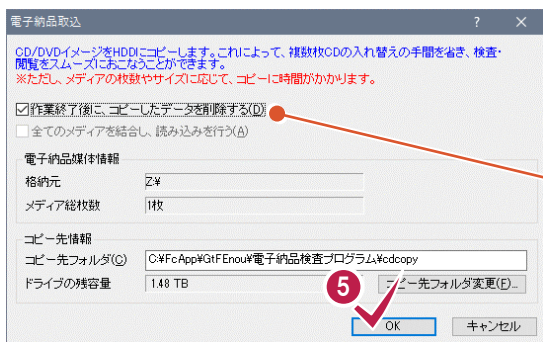 電子納品取込
CD/DVDイメージをHDDにコピーします。これによって、複数枚CDの入れ替えの手間を省き、検査・
閲覧をスムーズにおこなうことができます。
※ただし、メディアの枚数やサイズに応じて、コピーに時間がかかります。
作業終了後に、コピーしたデータを削除する(D)
全てのメディアを結合し、読み込みを行う(A)
電子納品媒体情報
格納元 Z:¥
メディア総枚数 1枚
コピー先情報
コピー先フォルダ(C) C:¥FcApp¥GtFEnou¥電子納品検査プログラム¥cdcopy
ドライブの残容量 1.48 TB コピー先フォルダ変更(F)...
5
OK キャンセル